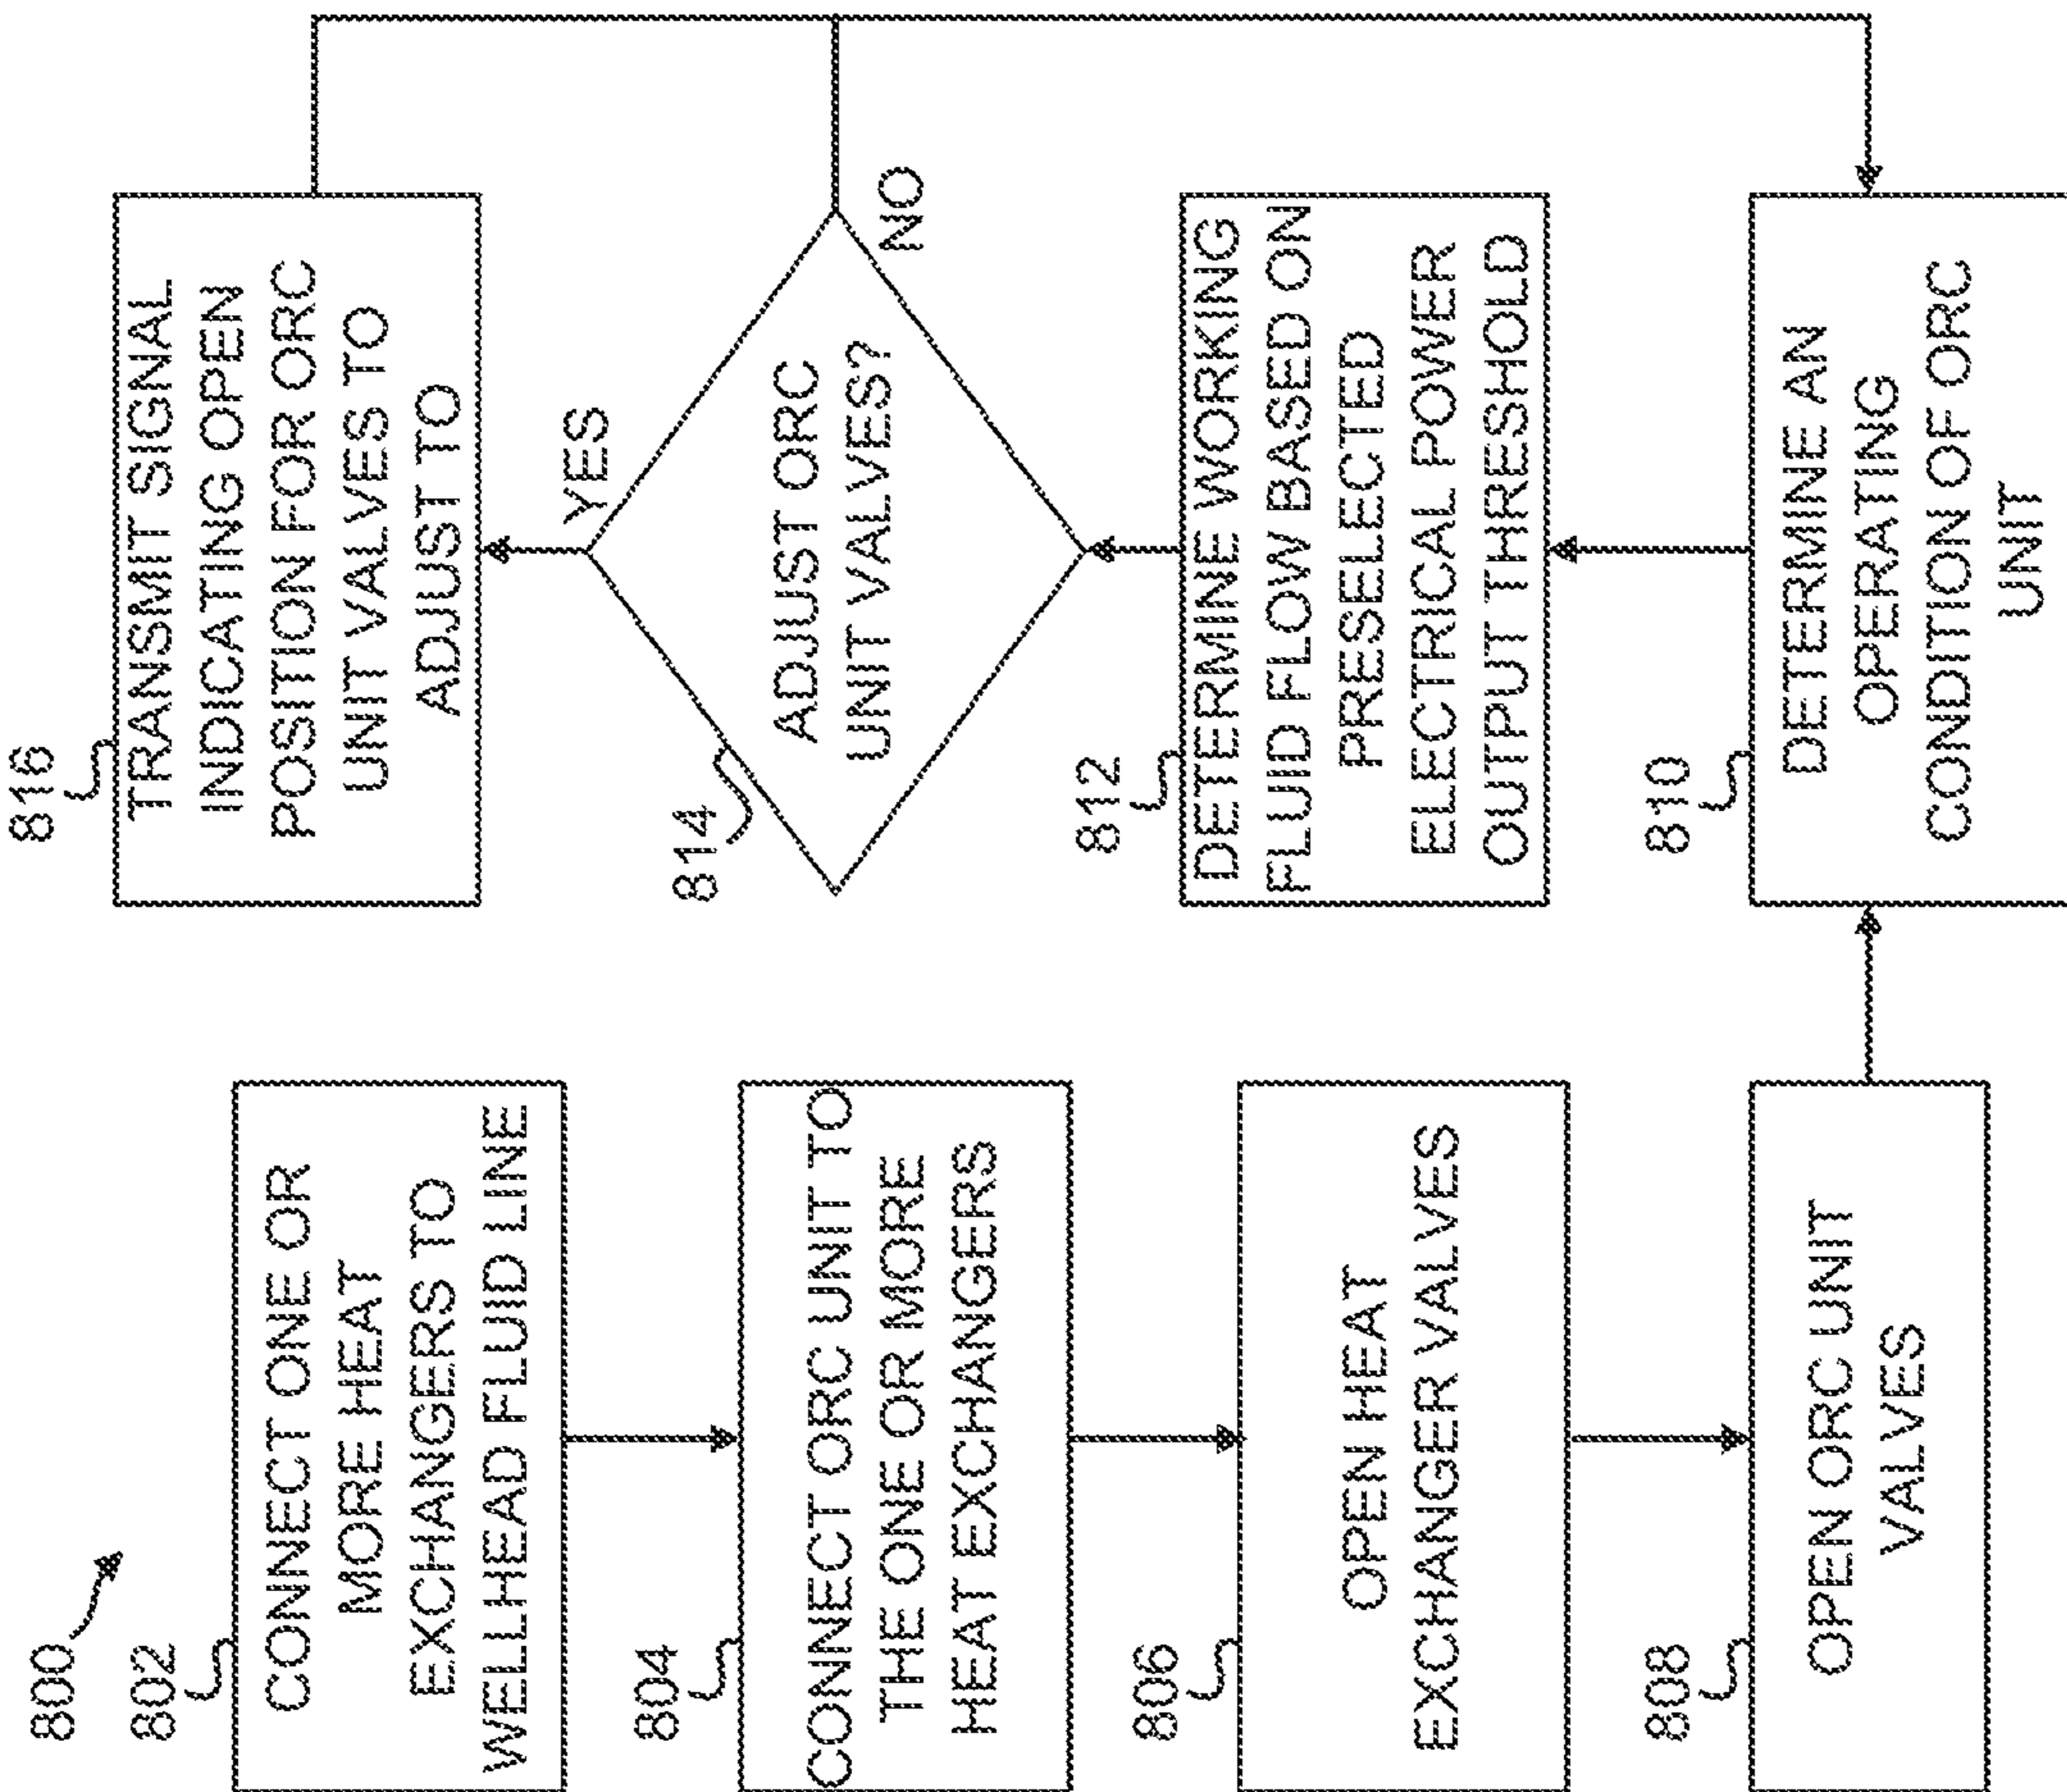 800
802
CONNECT ONE OR
MORE HEAT
EXCHANGERS TO
WELLHEAD FLUID LINE
804
CONNECT ORC UNIT TO
THE ONE OR MORE
HEAT EXCHANGERS
806
OPEN HEAT
EXCHANGER VALVES
808
OPEN ORC UNIT
VALVES
810
DETERMINE AN
OPERATING
CONDITION OF ORC
UNIT
812
DETERMINE WORKING
FLUID FLOW BASED ON
PRESELECTED
ELECTRICAL POWER
OUTPUT THRESHOLD
814
ADJUST ORC
UNIT VALVES?
YES
NO
816
TRANSMIT SIGNAL
INDICATING OPEN
POSITION FOR ORC
UNIT VALVES TO
ADJUST TO